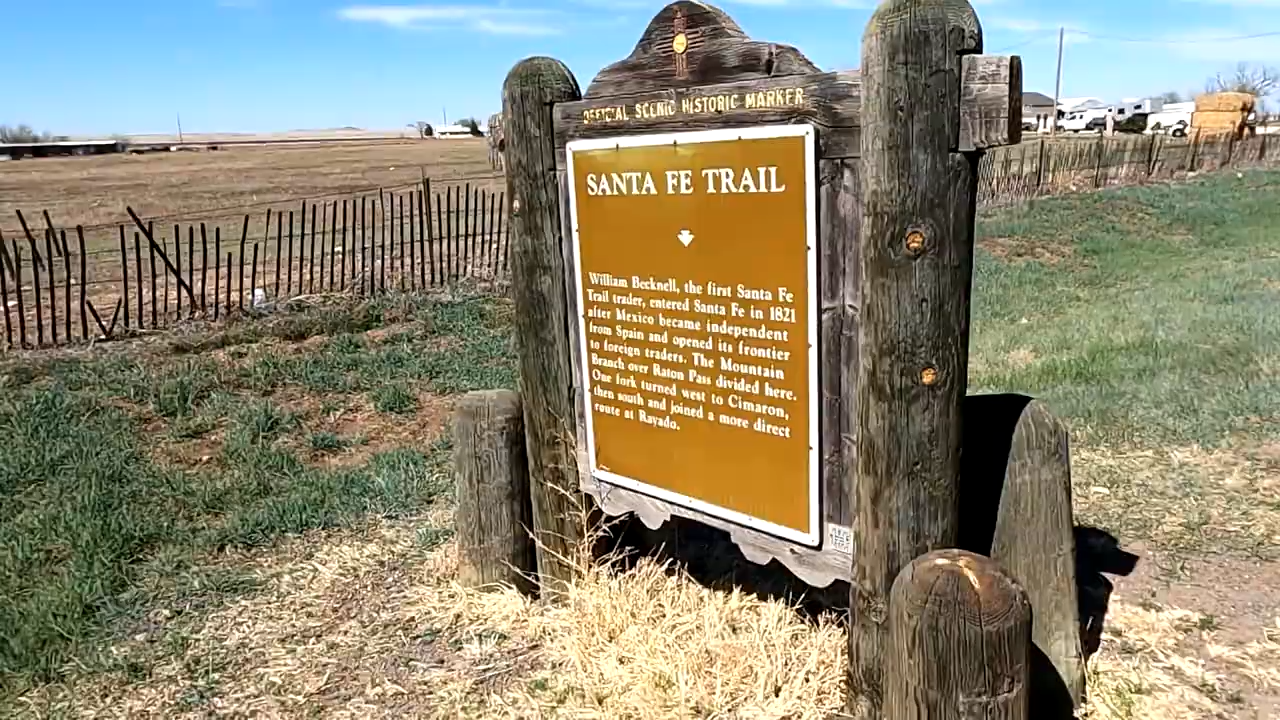 OFFICIAL SCENIC HISTORIC MARKER
SANTA FE TRAIL
William Becknell, the first Santa Fe
Trail trader, entered Santa Fe in 1821
after Mexico became independent
from Spain and opened its frontier
to foreign traders. The Mountain
Branch over Raton Pass divided here.
One fork turned west to Cimaron,
then south and joined a more direct
route at Rayado.